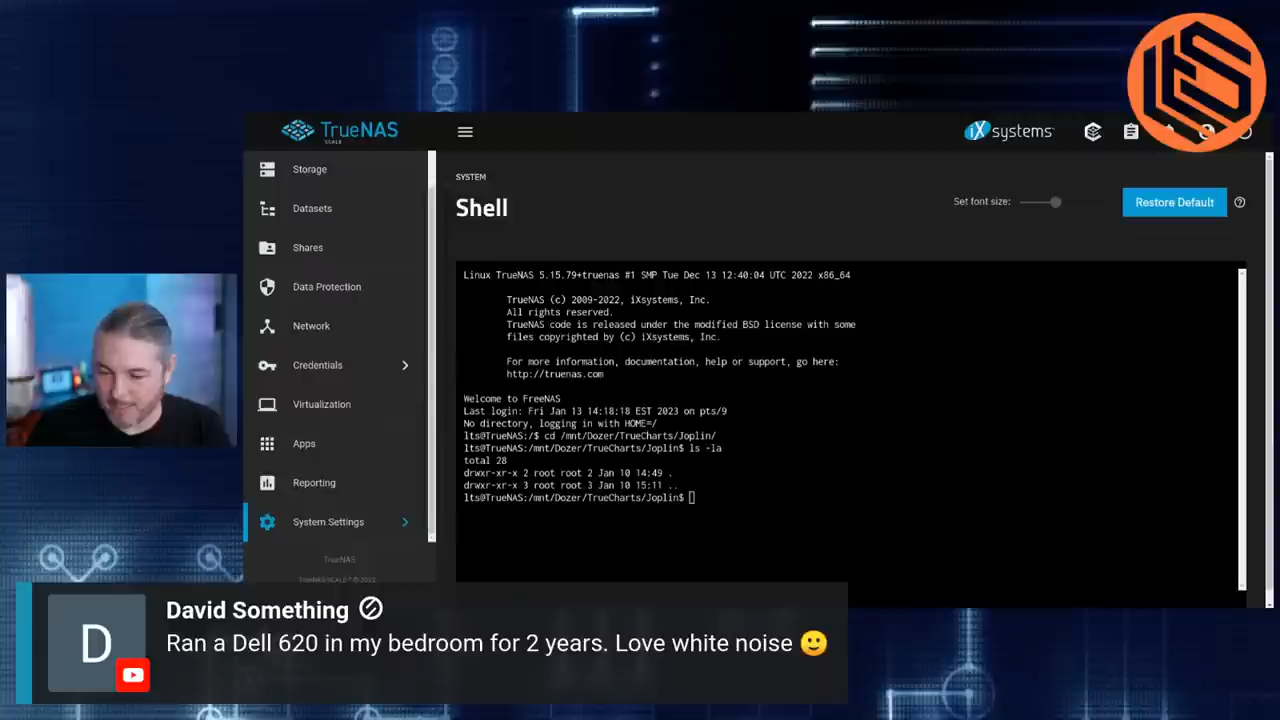 TrueNAS
SCALE
iXsystems
Storage
Datasets
Shares
Data Protection
Network
Credentials
Virtualization
Apps
Reporting
System Settings
TrueNAS
TrueNAS SCALE ® © 2022
SYSTEM
Shell
Set font size:
Restore Default
Linux TrueNAS 5.15.79+truenas #1 SMP Tue Dec 13 12:40:04 UTC 2022 x86_64
TrueNAS (c) 2009-2022, iXsystems, Inc.
All rights reserved.
TrueNAS code is released under the modified BSD license with some
files copyrighted by (c) iXsystems, Inc.
For more information, documentation, help or support, go here:
http://truenas.com
Welcome to FreeNAS
Last login: Fri Jan 13 14:18:18 EST 2023 on pts/9
No directory, logging in with HOME=/
lts@TrueNAS:/$ cd /mnt/Dozer/TrueCharts/Joplin/
lts@TrueNAS:/mnt/Dozer/TrueCharts/Joplin$ ls -la
total 28
drwxr-xr-x 2 root root 2 Jan 10 14:49 .
drwxr-xr-x 3 root root 3 Jan 10 15:11 ..
lts@TrueNAS:/mnt/Dozer/TrueCharts/Joplin$
D
David Something
Ran a Dell 620 in my bedroom for 2 years. Love white noise 🙂